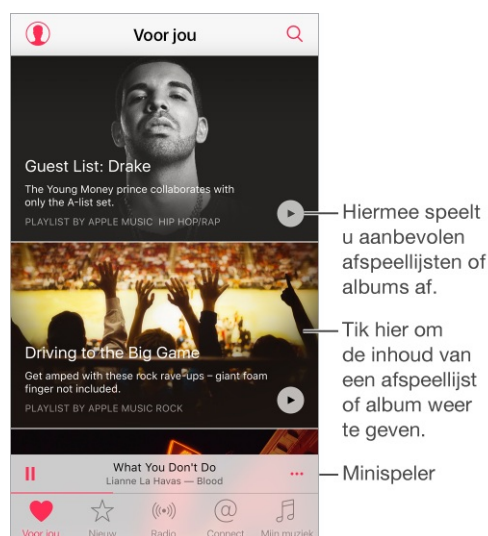 Voor jou
Guest List: Drake
The Young Money prince collaborates with
only the A-list set.
PLAYLIST BY APPLE MUSIC HIP HOP/RAP
Hiermee speelt
u aanbevolen
afspeellijsten of
albums af.
Driving to the Big Game
Get amped with these rock rave-ups – giant foam
finger not included.
PLAYLIST BY APPLE MUSIC ROCK
Tik hier om
de inhoud van
een afspeellijst
of album weer
te geven.
What You Don't Do
Lianne La Havas — Blood
Minispeler
Voor jou Nieuw Radio Connect Mijn muziek